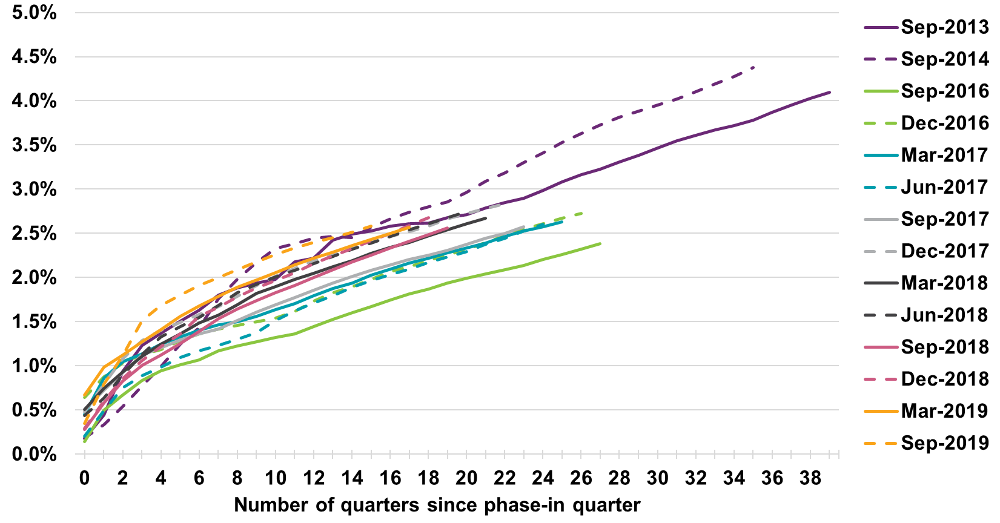 5.0%
4.5%
4.0%
3.5%
3.0%
2.5%
2.0%
1.5%
1.0%
0.5%
0.0%
0 2 4 6 8 10 12 14 16 18 20 22 24 26 28 30 32 34 36 38
Number of quarters since phase-in quarter
Sep-2013
Sep-2014
Sep-2016
Dec-2016
Mar-2017
Jun-2017
Sep-2017
Dec-2017
Mar-2018
Jun-2018
Sep-2018
Dec-2018
Mar-2019
Sep-2019